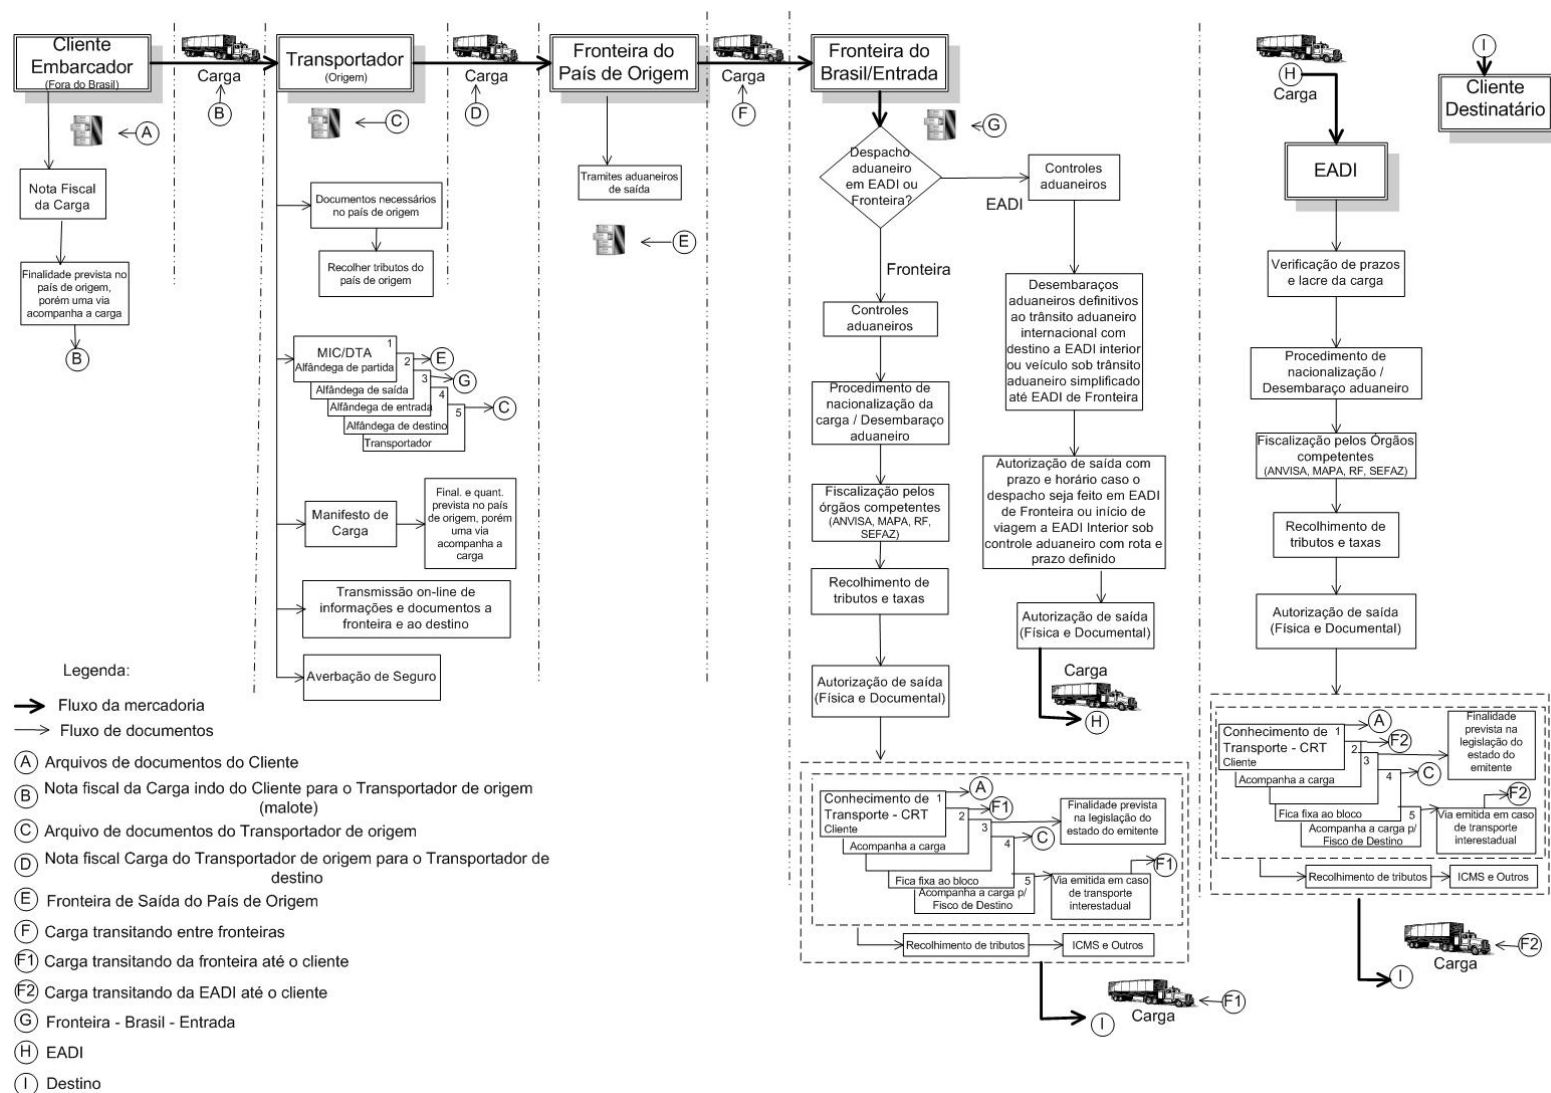 Cliente
Embarcador
(Fora do Brasil)
Carga
B
A
Nota Fiscal
da Carga
Finalidade prevista no
país de origem,
porém uma via
acompanha a carga
B
Transportador
(Origem)
Carga
D
C
Documentos necessários
no país de origem
Recolher tributos do
país de origem
MIC/DTA
1
Alfândega de partida
2
E
Alfândega de saída
3
G
Alfândega de entrada
4
Alfândega de destino
5
C
Transportador
Manifesto de
Carga
Final. e quant.
prevista no país
de origem, porém
uma via
acompanha a
carga
Transmissão on-line de
informações e documentos a
fronteira e ao destino
Averbação de Seguro
Fronteira do
País de Origem
Carga
F
Tramites aduaneiros
de saída
E
Fronteira do
Brasil/Entrada
G
Despacho
aduaneiro
em EADI ou
Fronteira?
EADI
Fronteira
Controles
aduaneiros
Procedimento de
nacionalização da
carga / Desembaraço
aduaneiro
Fiscalização pelos
órgãos competentes
(ANVISA, MAPA, RF,
SEFAZ)
Recolhimento de
tributos e taxas
Autorização de saída
(Física e Documental)
Conhecimento de
1
A
Transporte - CRT
2
F1
Cliente
3
Finalidade prevista
na legislação do
estado do emitente
Acompanha a carga
4
C
Fica fixa ao bloco
5
Acompanha a carga p/
Fisco de Destino
Via emitida em caso
de transporte
interestadual
F1
Recolhimento de tributos
ICMS e Outros
I
Carga
F1
Controles
aduaneiros
Desembaraços
aduaneiros definitivos
ao trânsito aduaneiro
internacional com
destino a EADI interior
ou veículo sob trânsito
aduaneiro simplificado
até EADI de Fronteira
Autorização de saída com
prazo e horário caso o
despacho seja feito em EADI
de Fronteira ou início de
viagem a EADI Interior sob
controle aduaneiro com rota e
prazo definido
Autorização de saída
(Física e Documental)
Carga
H
H
Carga
EADI
Verificação de prazos
e lacre da carga
Procedimento de
nacionalização /
Desembaraço aduaneiro
Fiscalização pelos Órgãos
competentes
(ANVISA, MAPA, RF, SEFAZ)
Recolhimento de
tributos e taxas
Autorização de saída
(Física e Documental)
Conhecimento de
1
A
Transporte - CRT
2
F2
Cliente
3
Finalidade
prevista na
legislação do
estado do
emitente
Acompanha a carga
4
C
Fica fixa ao bloco
5
Acompanha a carga p/
Fisco de Destino
Via emitida em caso
de transporte
interestadual
F2
Recolhimento de tributos
ICMS e Outros
I
Carga
F2
I
Cliente
Destinatário
Legenda:
Fluxo da mercadoria
Fluxo de documentos
A Arquivos de documentos do Cliente
B Nota fiscal da Carga indo do Cliente para o Transportador de origem
(malote)
C Arquivo de documentos do Transportador de origem
D Nota fiscal Carga do Transportador de origem para o Transportador de
destino
E Fronteira de Saída do País de Origem
F Carga transitando entre fronteiras
F1 Carga transitando da fronteira até o cliente
F2 Carga transitando da EADI até o cliente
G Fronteira - Brasil - Entrada
H EADI
I Destino